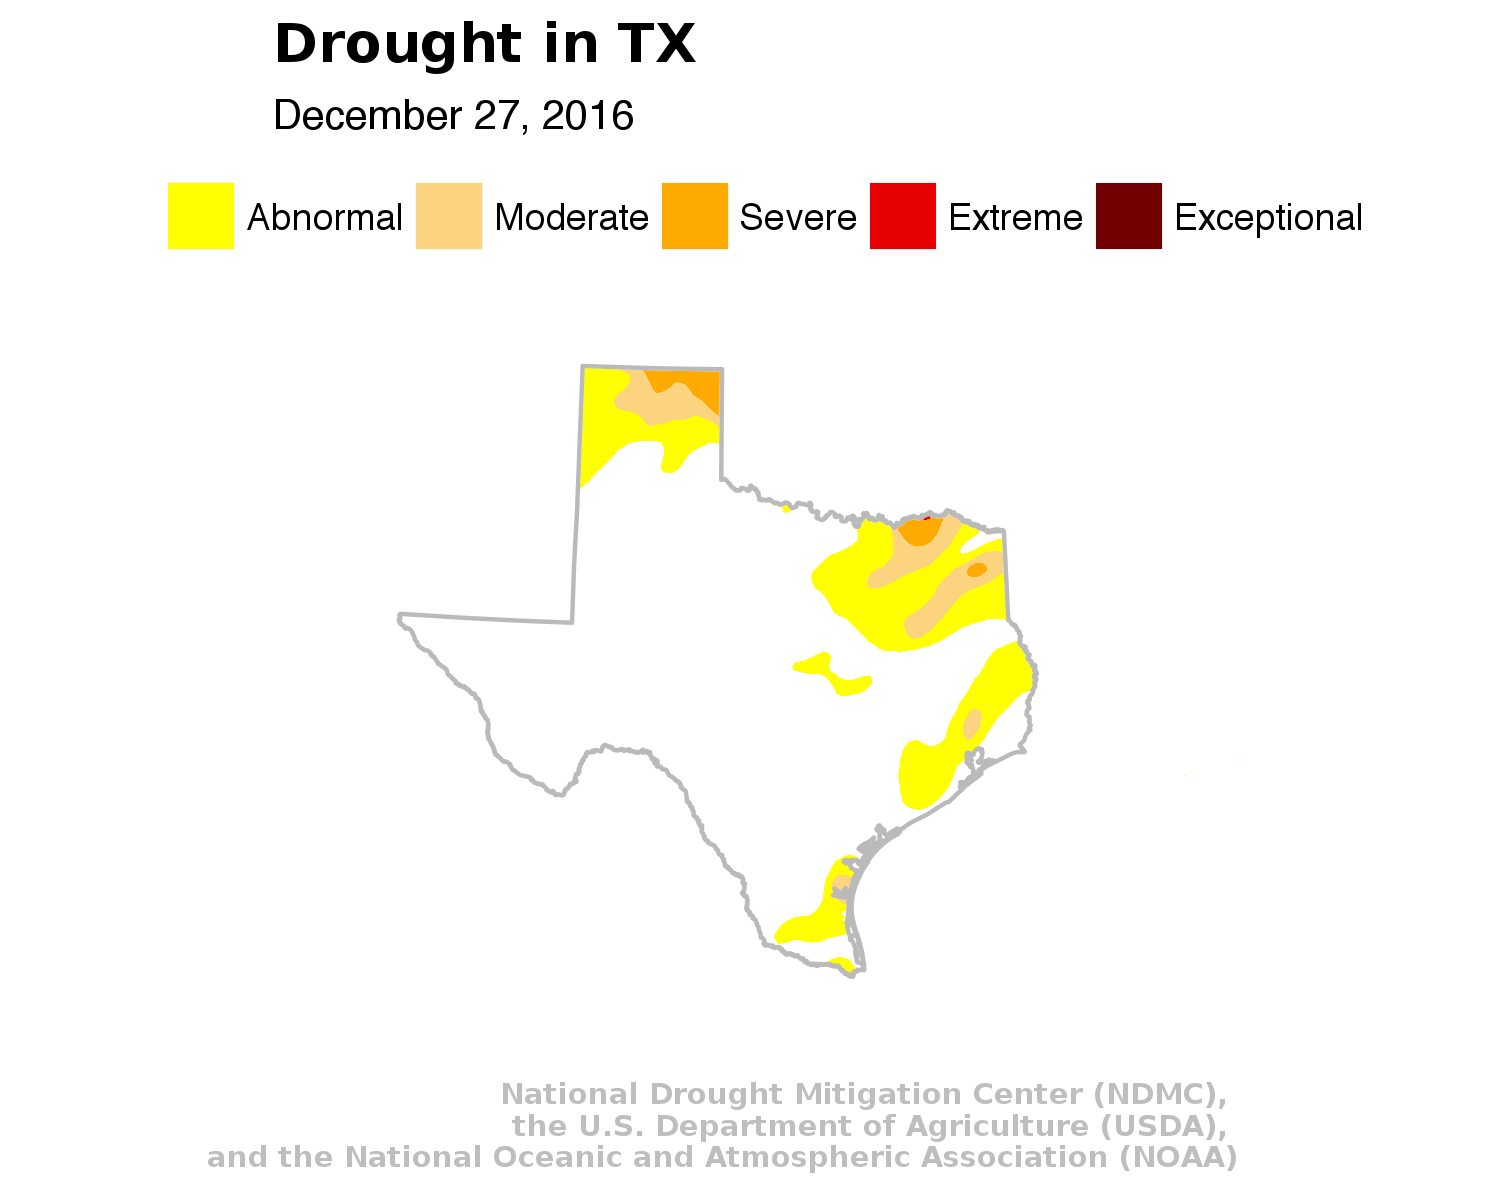 Drought in TX
December 27, 2016
Abnormal Moderate Severe Extreme Exceptional
National Drought Mitigation Center (NDMC),
the U.S. Department of Agriculture (USDA),
and the National Oceanic and Atmospheric Association (NOAA)